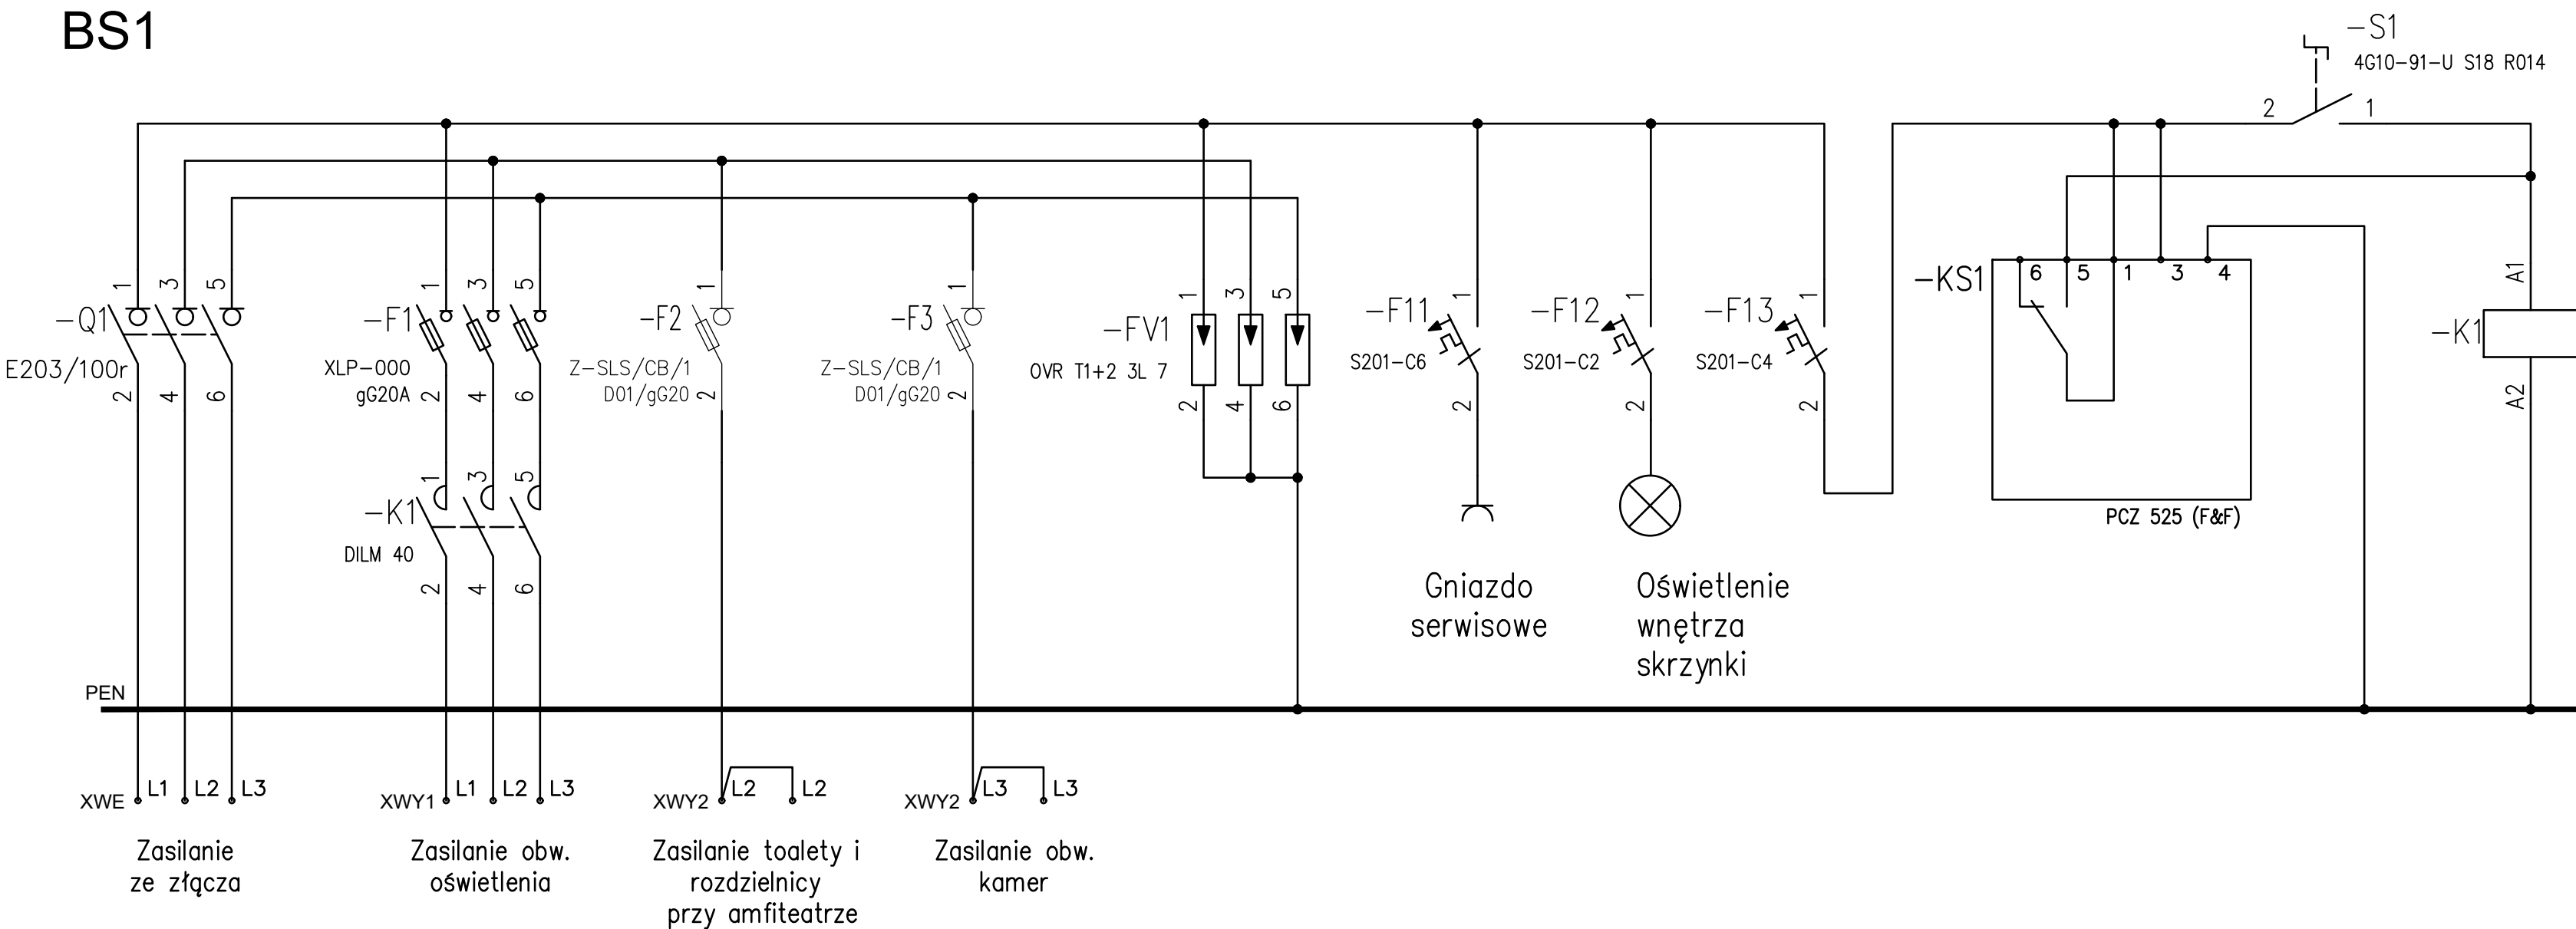 BS1
-S1
4G10-91-U S18 R014
2 1
-Q1
E203/100r
1 3 5
2 4 6
-F1
XLP-000
gG20A
1 3 5
2 4 6
-K1
DILM 40
1 3 5
2 4 6
-F2
Z-SLS/CB/1
D01/gG20
1
2
-F3
Z-SLS/CB/1
D01/gG20
1
2
-FV1
OVR T1+2 3L 7
1 3 5
2 4 6
-F11
S201-C6
1
2
Gniazdo
serwisowe
-F12
S201-C2
1
2
Oświetlenie
wnętrza
skrzynki
-F13
S201-C4
1
2
-KS1
6 5 1 3 4
PCZ 525 (F&F)
-K1
A1
A2
PEN
XWE L1 L2 L3
Zasilanie
ze złącza
XWY1 L1 L2 L3
Zasilanie obw.
oświetlenia
XWY2 L2 L2
Zasilanie toalety i
rozdzielnicy
przy amfiteatrze
XWY2 L3 L3
Zasilanie obw.
kamer